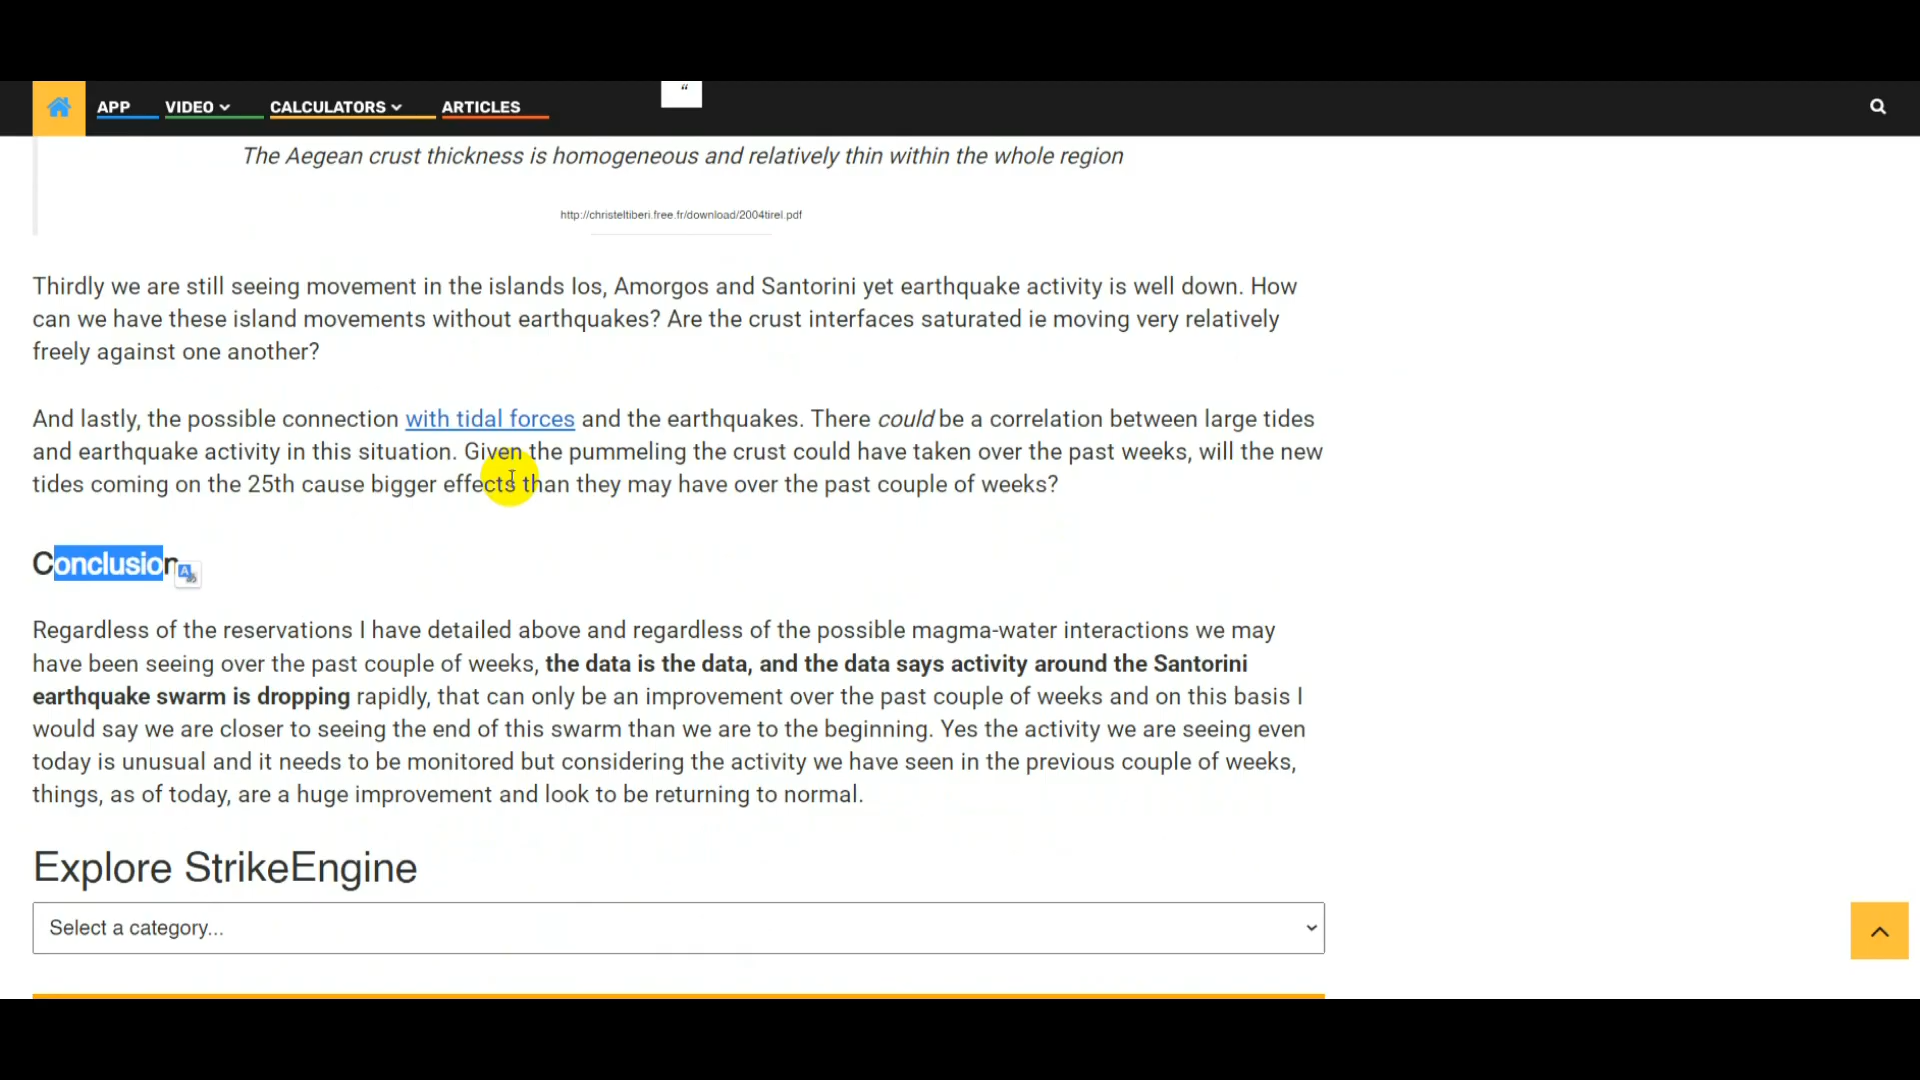 APP VIDEO CALCULATORS ARTICLES
“
The Aegean crust thickness is homogeneous and relatively thin within the whole region
http://christeltiberi.free.fr/download/2004tirel.pdf
Thirdly we are still seeing movement in the islands Ios, Amorgos and Santorini yet earthquake activity is well down. How
can we have these island movements without earthquakes? Are the crust interfaces saturated ie moving very relatively
freely against one another?
And lastly, the possible connection with tidal forces and the earthquakes. There could be a correlation between large tides
and earthquake activity in this situation. Given the pummeling the crust could have taken over the past weeks, will the new
tides coming on the 25th cause bigger effects than they may have over the past couple of weeks?
Conclusion
Regardless of the reservations I have detailed above and regardless of the possible magma-water interactions we may
have been seeing over the past couple of weeks, the data is the data, and the data says activity around the Santorini
earthquake swarm is dropping rapidly, that can only be an improvement over the past couple of weeks and on this basis I
would say we are closer to seeing the end of this swarm than we are to the beginning. Yes the activity we are seeing even
today is unusual and it needs to be monitored but considering the activity we have seen in the previous couple of weeks,
things, as of today, are a huge improvement and look to be returning to normal.
Explore StrikeEngine
Select a category...